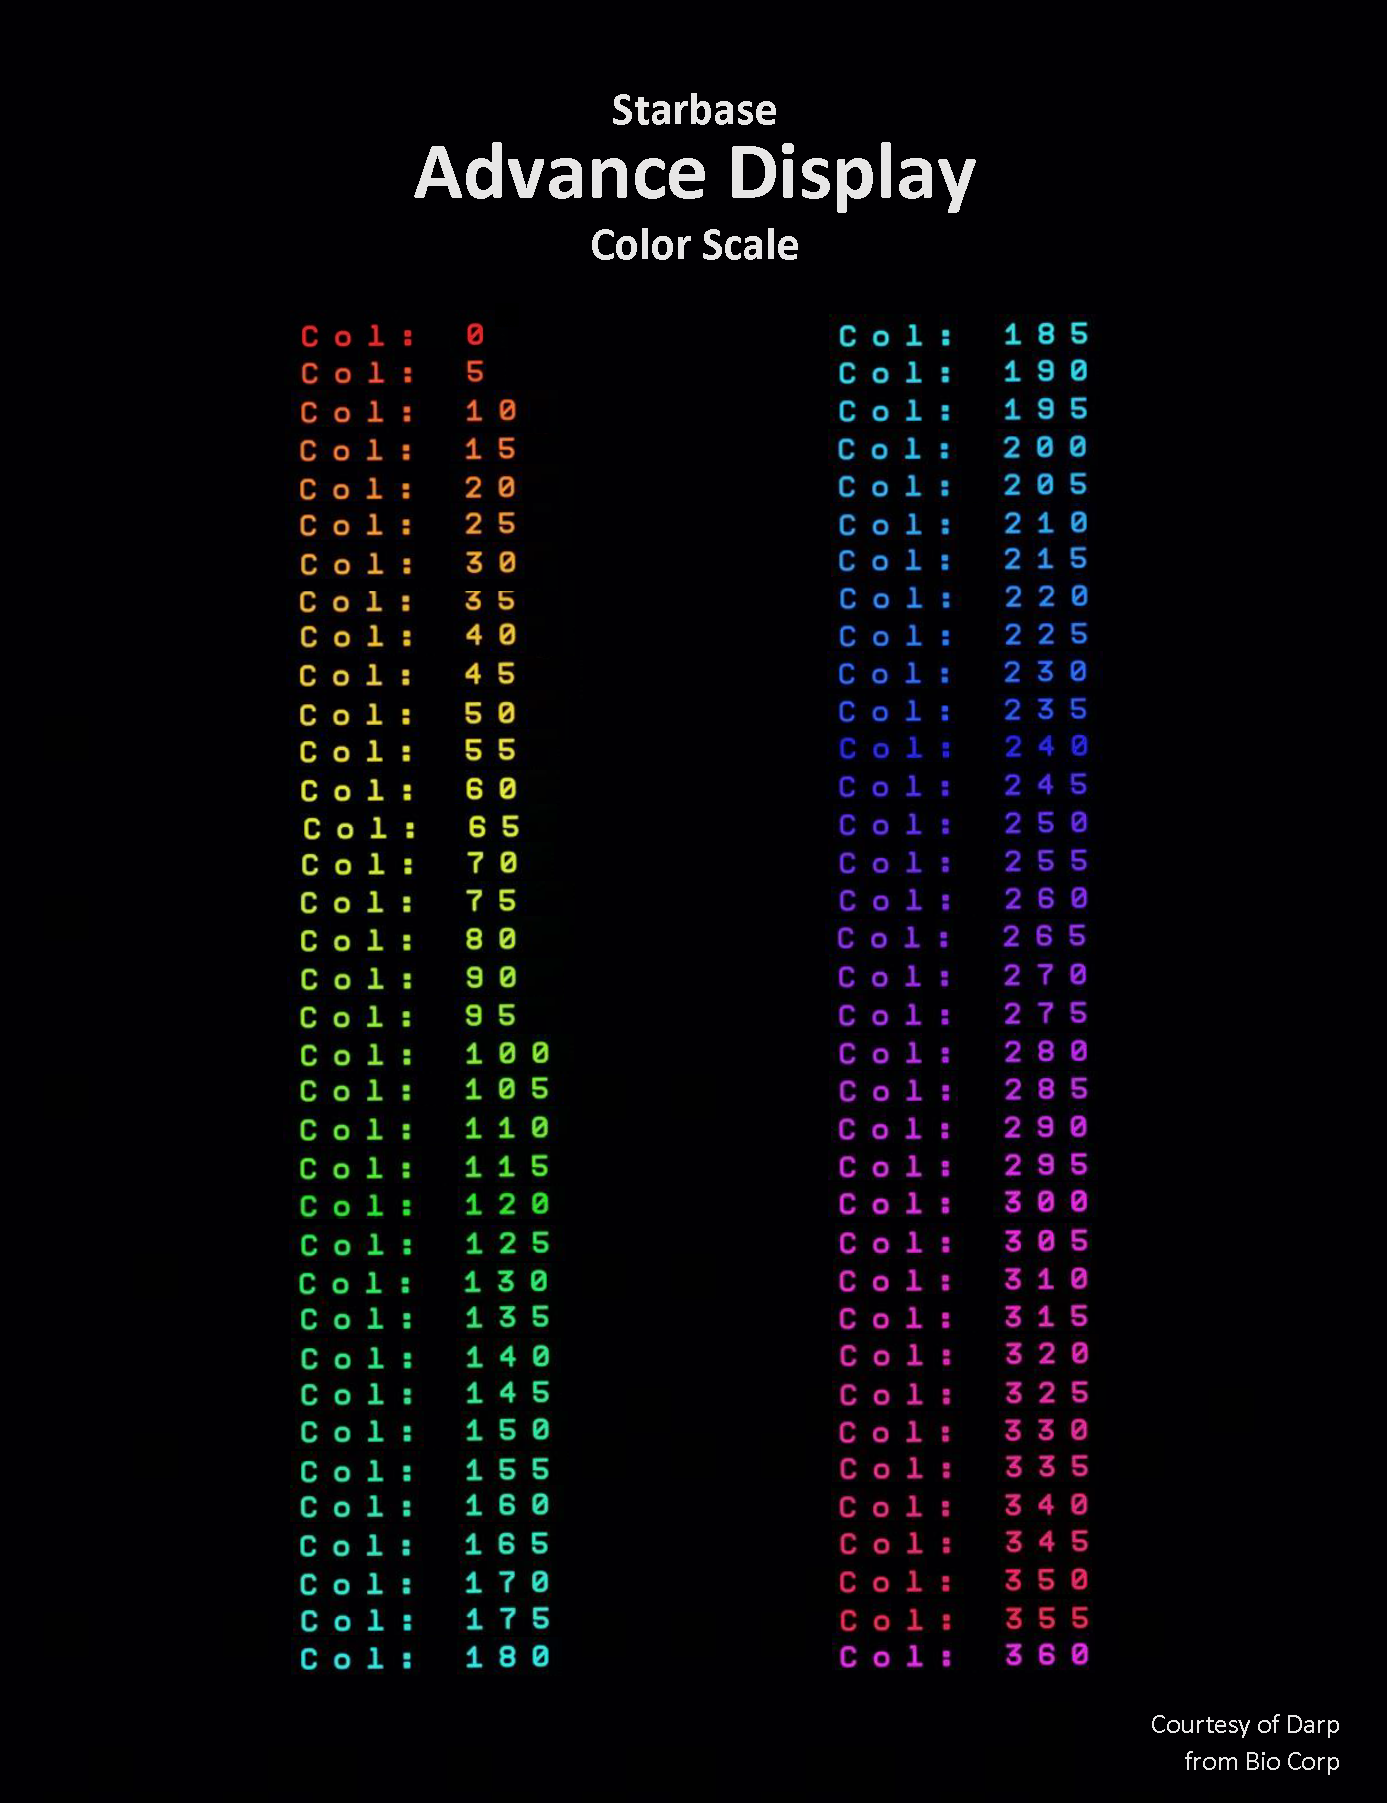 Starbase
Advance Display
Color Scale
Col: 0
Col: 5
Col: 10
Col: 15
Col: 20
Col: 25
Col: 30
Col: 35
Col: 40
Col: 45
Col: 50
Col: 55
Col: 60
Col: 65
Col: 70
Col: 75
Col: 80
Col: 90
Col: 95
Col: 100
Col: 105
Col: 110
Col: 115
Col: 120
Col: 125
Col: 130
Col: 135
Col: 140
Col: 145
Col: 150
Col: 155
Col: 160
Col: 165
Col: 170
Col: 175
Col: 180
Col: 185
Col: 190
Col: 195
Col: 200
Col: 205
Col: 210
Col: 215
Col: 220
Col: 225
Col: 230
Col: 235
Col: 240
Col: 245
Col: 250
Col: 255
Col: 260
Col: 265
Col: 270
Col: 275
Col: 280
Col: 285
Col: 290
Col: 295
Col: 300
Col: 305
Col: 310
Col: 315
Col: 320
Col: 325
Col: 330
Col: 335
Col: 340
Col: 345
Col: 350
Col: 355
Col: 360
Courtesy of Darp
from Bio Corp